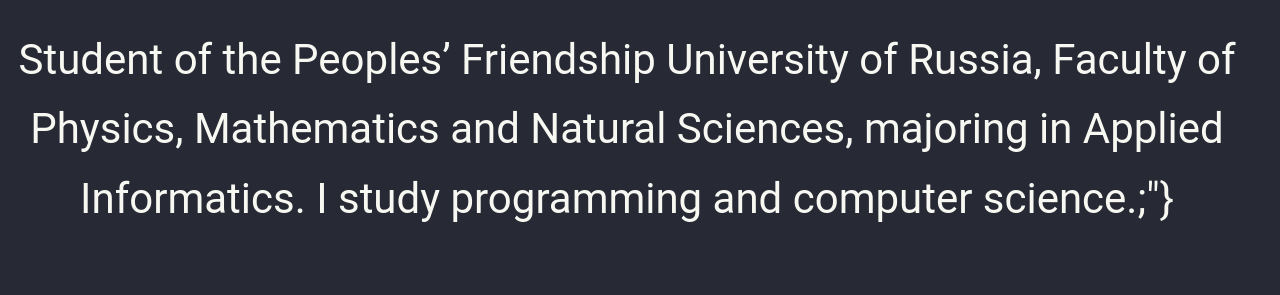 Student of the Peoples’ Friendship University of Russia, Faculty of
Physics, Mathematics and Natural Sciences, majoring in Applied
Informatics. I study programming and computer science.;"}